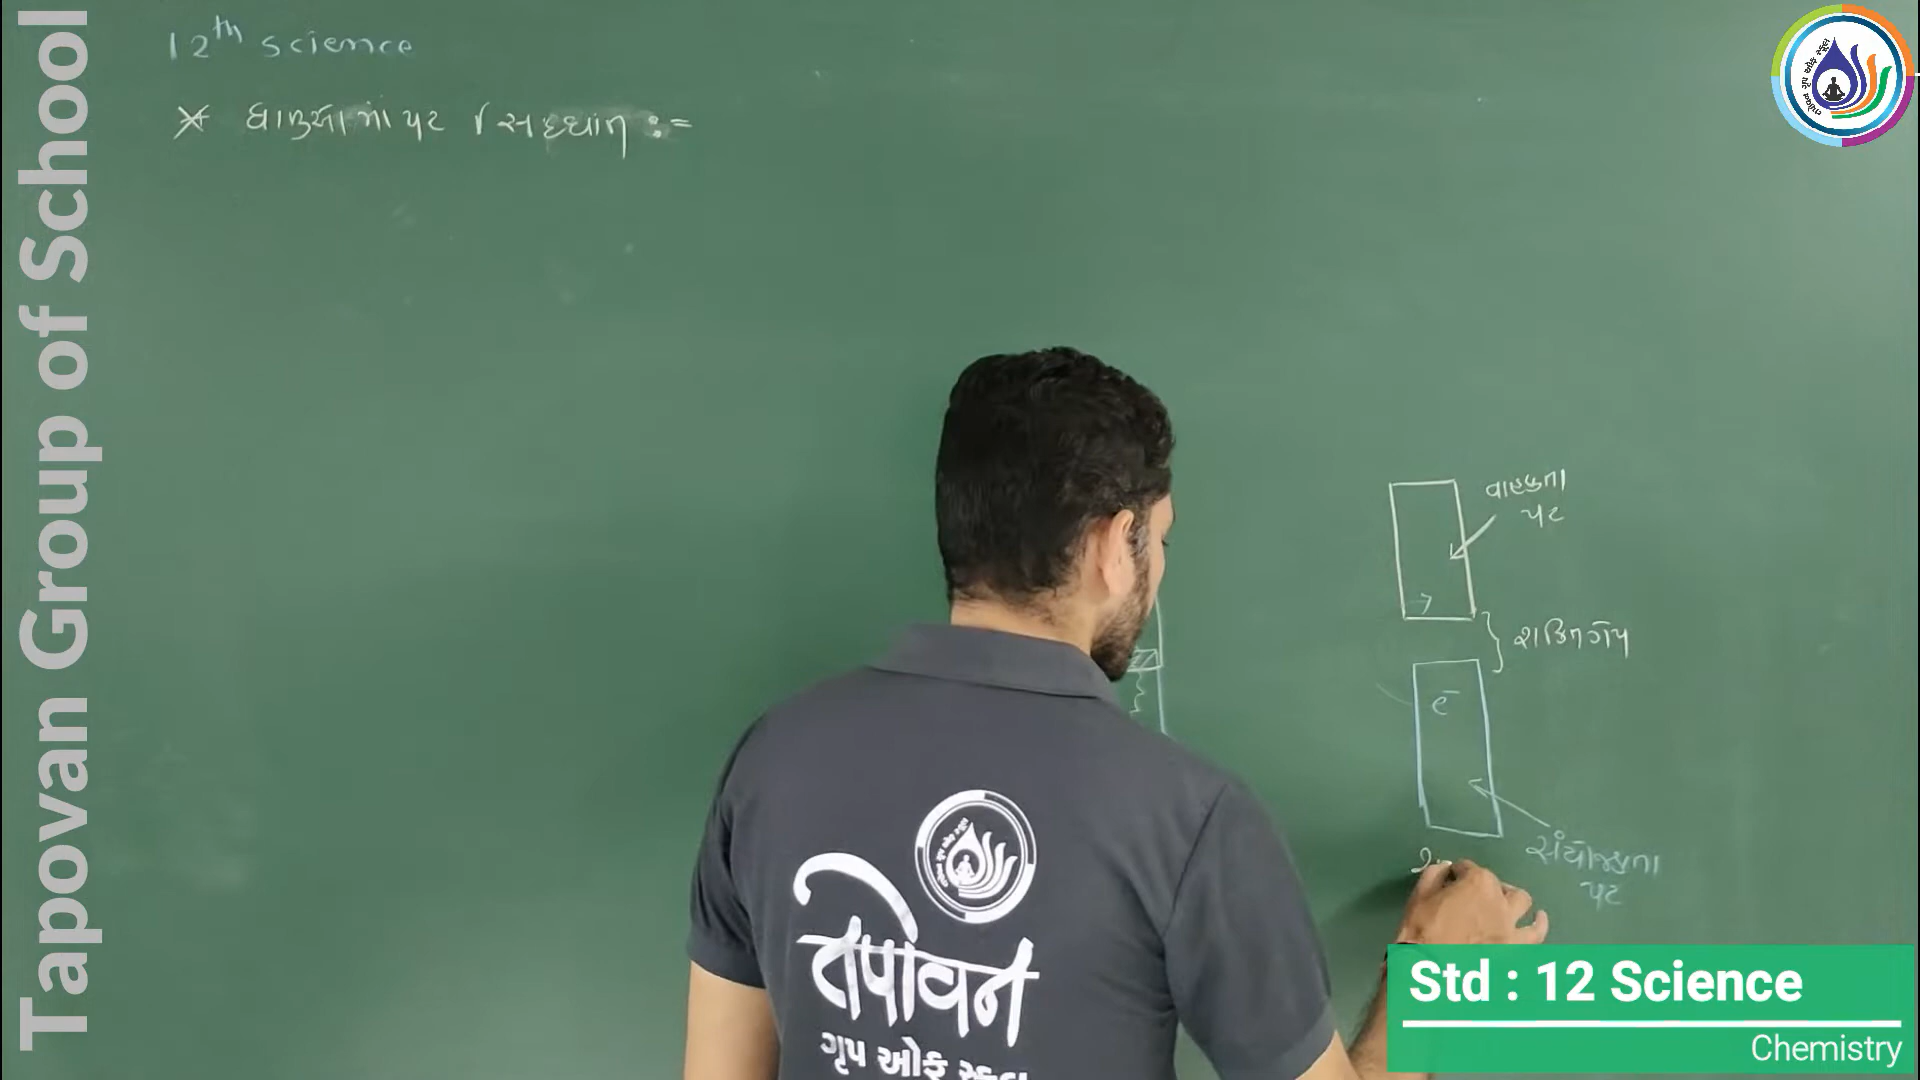 Tapovan Group of School
12th science
* ધાતુઓમાં પટ સિદ્ધાંત :=
વાહકતા
પટ
શક્તિગેપ
e-
સંયોજકતા
પટ
તપોવન
ગૃપ ઓફ સ્કૂલ
Std : 12 Science
Chemistry